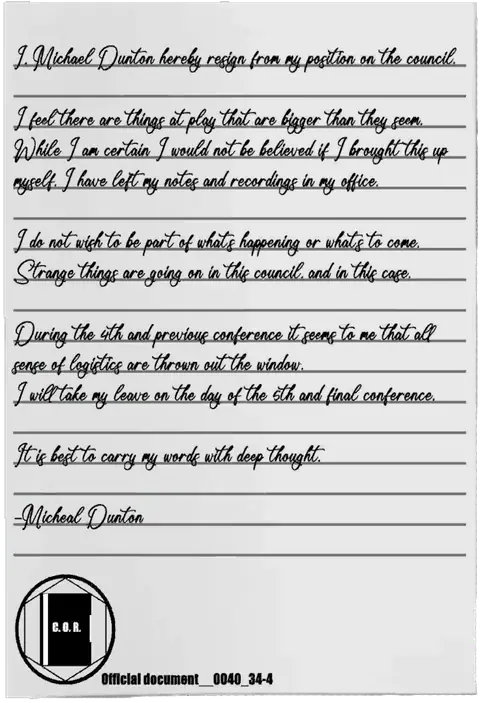 I, Michael Dunton hereby resign from my position on the council.
I feel there are things at play that are bigger than they seem.
While I am certain I would not be believed if I brought this up
myself, I have left my notes and recordings in my office.
I do not wish to be part of what's happening or what's to come.
Strange things are going on in this council, and in this case.
During the 4th and previous conference it seems to me that all
sense of logistics are thrown out the window.
I will take my leave on the day of the 5th and final conference.
It is best to carry my words with deep thought.
-Micheal Dunton
C. O. R.
Official document__0040_34-4